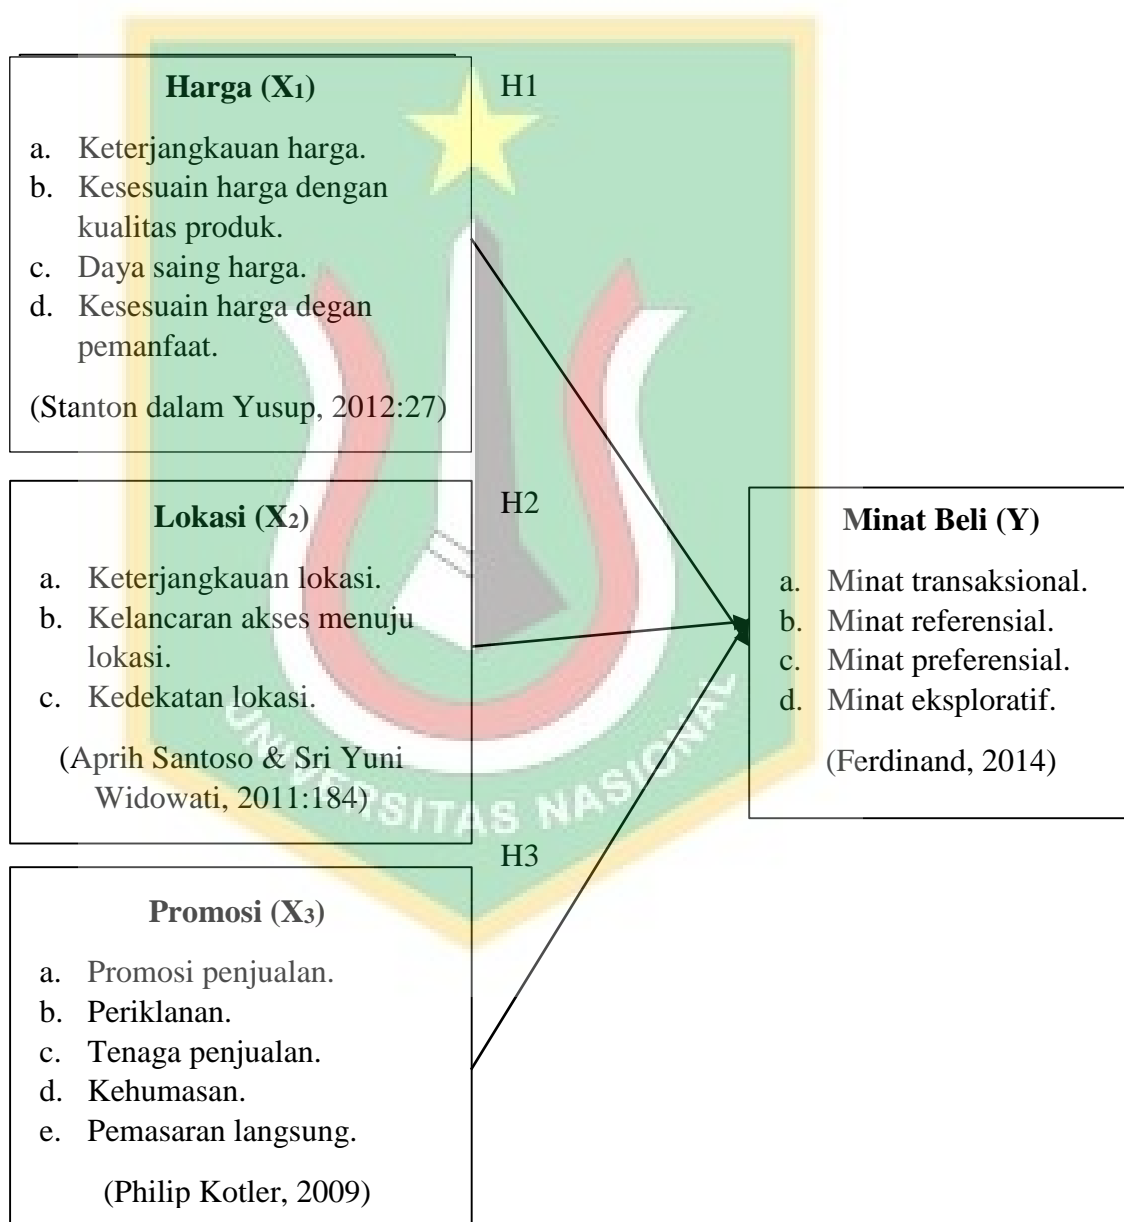 Harga (X1)
a. Keterjangkauan harga.
b. Kesesuain harga dengan
kualitas produk.
c. Daya saing harga.
d. Kesesuain harga degan
pemanfaat.
(Stanton dalam Yusup, 2012:27)
H1
Lokasi (X2)
a. Keterjangkauan lokasi.
b. Kelancaran akses menuju
lokasi.
c. Kedekatan lokasi.
(Aprih Santoso & Sri Yuni
Widowati, 2011:184)
H2
Promosi (X3)
a. Promosi penjualan.
b. Periklanan.
c. Tenaga penjualan.
d. Kehumasan.
e. Pemasaran langsung.
(Philip Kotler, 2009)
H3
Minat Beli (Y)
a. Minat transaksional.
b. Minat referensial.
c. Minat preferensial.
d. Minat eksploratif.
(Ferdinand, 2014)
UNIVERSITAS NASIONAL